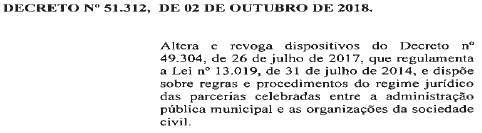 DECRETO Nº 51.312, DE 02 DE OUTUBRO DE 2018.
Altera e revoga dispositivos do Decreto nº
49.304, de 26 de julho de 2017, que regulamenta
a Lei nº 13.019, de 31 de julho de 2014, e dispõe
sobre regras e procedimentos do regime jurídico
das parcerias celebradas entre a administração
pública municipal e as organizações da sociedade
civil.